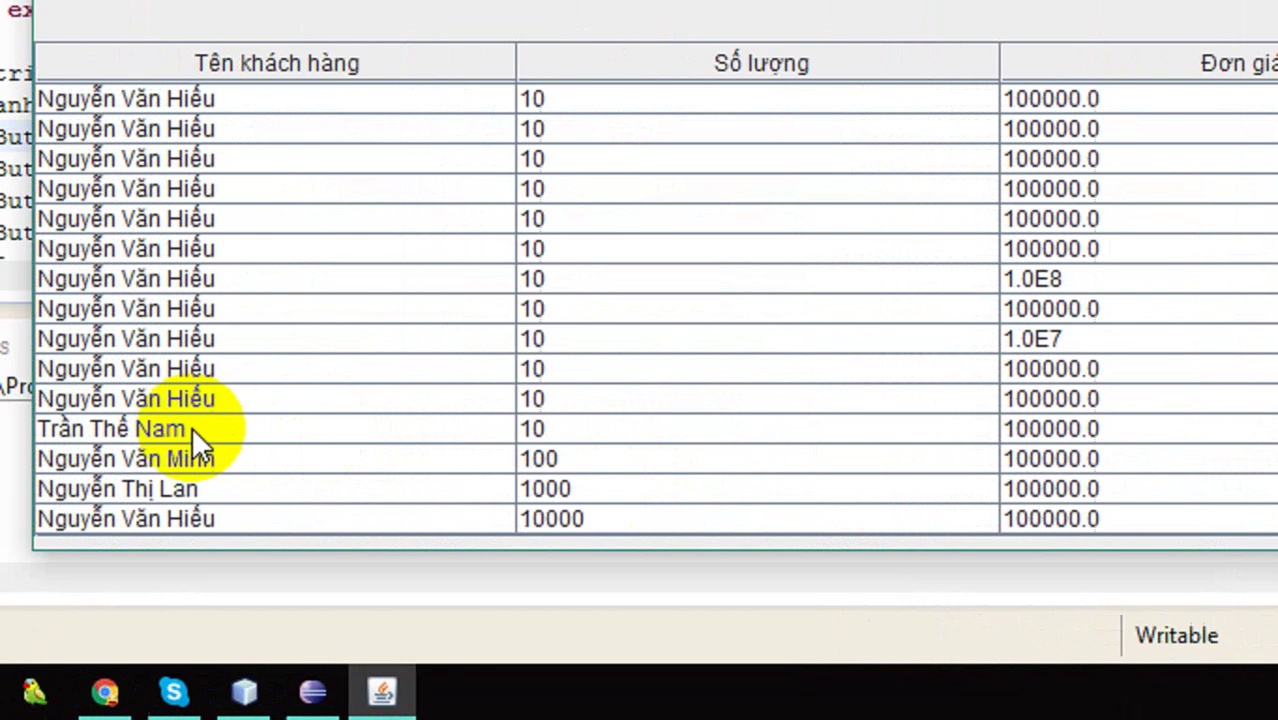 ex
Tên khách hàng Số lượng Đơn giá
Nguyễn Văn Hiếu 10 100000.0
Nguyễn Văn Hiếu 10 100000.0
Nguyễn Văn Hiếu 10 100000.0
Nguyễn Văn Hiếu 10 100000.0
Nguyễn Văn Hiếu 10 100000.0
Nguyễn Văn Hiếu 10 100000.0
Nguyễn Văn Hiếu 10 1.0E8
Nguyễn Văn Hiếu 10 100000.0
Nguyễn Văn Hiếu 10 1.0E7
Nguyễn Văn Hiếu 10 100000.0
Nguyễn Văn Hiếu 10 100000.0
Trần Thế Nam 10 100000.0
Nguyễn Văn Minh 100 100000.0
Nguyễn Thị Lan 1000 100000.0
Nguyễn Văn Hiếu 10000 100000.0
tri
anh
But
But
But
But
s
\Pro
Writable